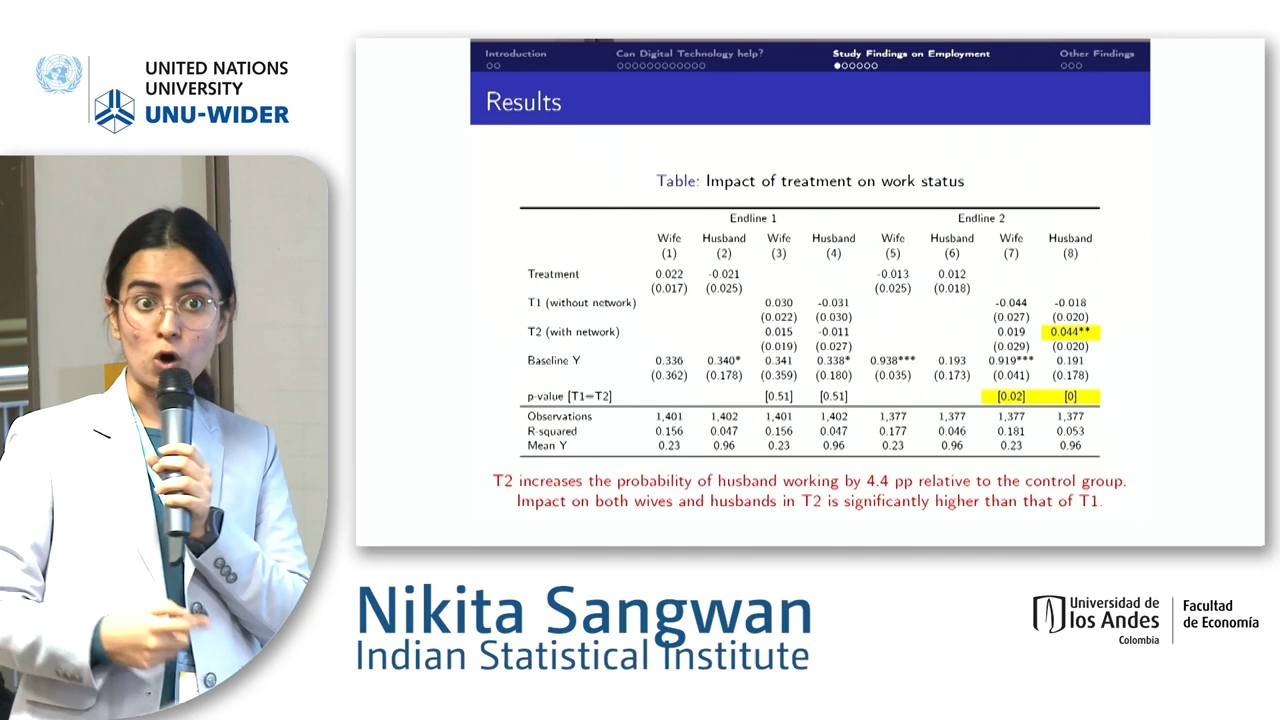 UNITED NATIONS
UNIVERSITY
UNU-WIDER
Introduction Can Digital Technology help? Study Findings on Employment Other Findings
Results
Table: Impact of treatment on work status
Endline 1 Endline 2
Wife Husband Wife Husband Wife Husband Wife Husband
(1) (2) (3) (4) (5) (6) (7) (8)
Treatment 0.022 -0.021 -0.013 0.012
(0.017) (0.025) (0.025) (0.018)
T1 (without network) 0.030 -0.031 -0.044 -0.018
(0.022) (0.030) (0.027) (0.020)
T2 (with network) 0.015 -0.011 0.019 0.044**
(0.019) (0.027) (0.029) (0.020)
Baseline Y 0.336 0.340* 0.341 0.338* 0.938*** 0.193 0.919*** 0.191
(0.362) (0.178) (0.359) (0.180) (0.035) (0.173) (0.041) (0.178)
p-value [T1=T2] [0.51] [0.51] [0.02] [0]
Observations 1,401 1,402 1,401 1,402 1,377 1,377 1,377 1,377
R-squared 0.156 0.047 0.156 0.047 0.177 0.046 0.181 0.053
Mean Y 0.23 0.96 0.23 0.96 0.23 0.96 0.23 0.96
T2 increases the probability of husband working by 4.4 pp relative to the control group.
Impact on both wives and husbands in T2 is significantly higher than that of T1.
Nikita Sangwan
Indian Statistical Institute
Universidad de
los Andes
Colombia
Facultad
de Economía